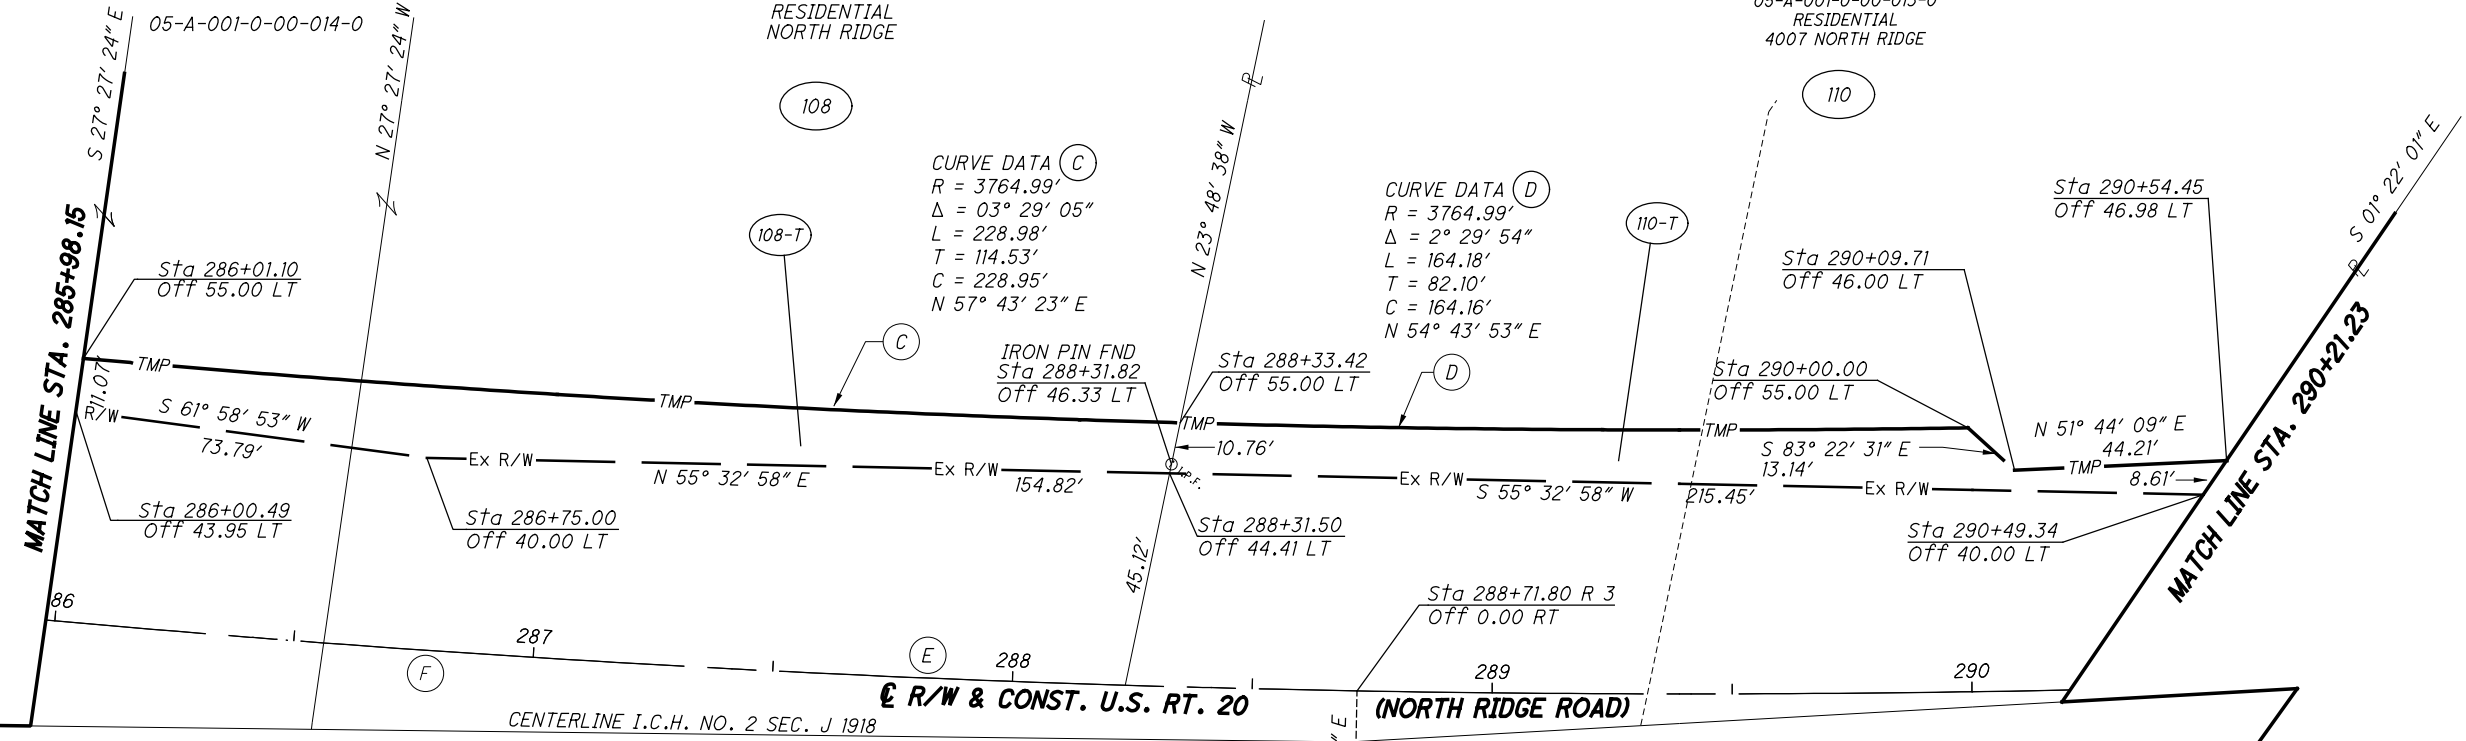 05-A-001-0-00-014-0
RESIDENTIAL
NORTH RIDGE
RESIDENTIAL
4007 NORTH RIDGE
S 27° 27' 24" E
N 27° 27' 24" W
108
110
CURVE DATA C
R = 3764.99'
Δ = 03° 29' 05"
L = 228.98'
T = 114.53'
C = 228.95'
N 57° 43' 23" E
N 23° 48' 38" W
CURVE DATA D
R = 3764.99'
Δ = 2° 29' 54"
L = 164.18'
T = 82.10'
C = 164.16'
N 54° 43' 53" E
108-T
110-T
S 01° 22' 01" E
Sta 290+54.45
Off 46.98 LT
Sta 290+09.71
Off 46.00 LT
MATCH LINE STA. 285+98.15
Sta 286+01.10
Off 55.00 LT
C
IRON PIN FND
Sta 288+31.82
Off 46.33 LT
Sta 288+33.42
Off 55.00 LT
D
Sta 290+00.00
Off 55.00 LT
MATCH LINE STA. 290+21.23
TMP
TMP
TMP
TMP
TMP
11.07'
R/W
S 61° 58' 53" W
73.79'
10.76'
S 83° 22' 31" E
13.14'
N 51° 44' 09" E
44.21'
8.61'
Ex R/W
N 55° 32' 58" E
Ex R/W
154.82'
I.P.F.
Ex R/W
S 55° 32' 58" W
215.45'
Ex R/W
Sta 286+00.49
Off 43.95 LT
Sta 286+75.00
Off 40.00 LT
Sta 288+31.50
Off 44.41 LT
Sta 290+49.34
Off 40.00 LT
45.12'
Sta 288+71.80 R 3
Off 0.00 RT
86
287
288
289
290
F
E
℄ R/W & CONST. U.S. RT. 20
(NORTH RIDGE ROAD)
CENTERLINE I.C.H. NO. 2 SEC. J 1918
" E